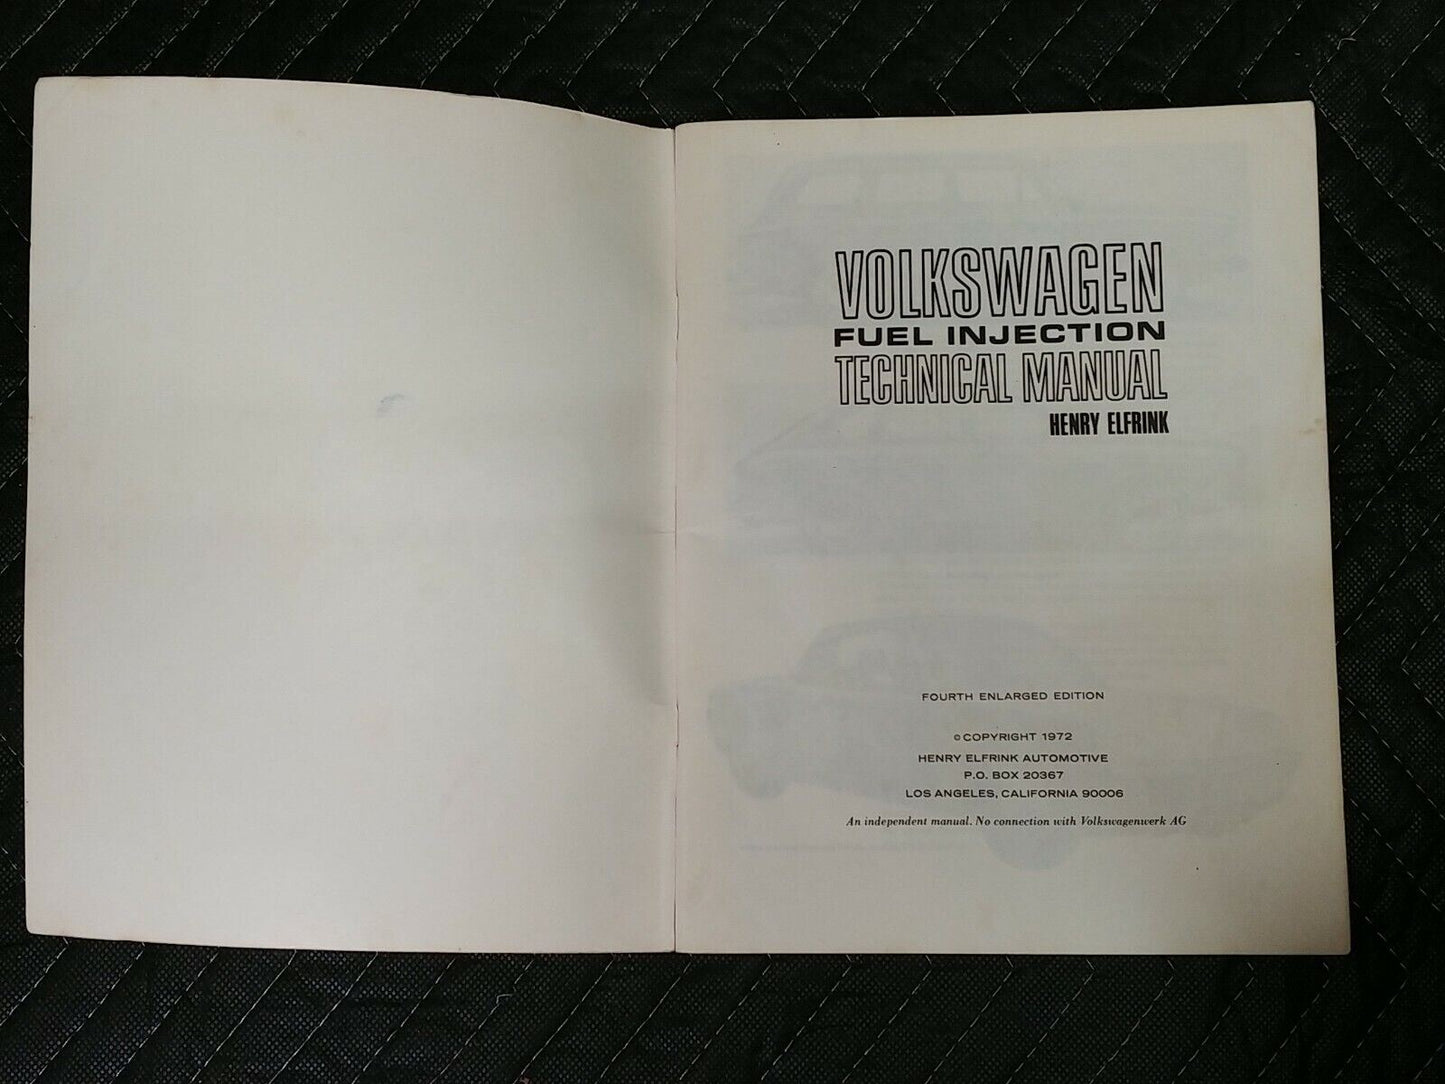 VOLKSWAGEN
FUEL INJECTION
TECHNICAL MANUAL
HENRY ELFRINK
FOURTH ENLARGED EDITION
© COPYRIGHT 1972
HENRY ELFRINK AUTOMOTIVE
P.O. BOX 20367
LOS ANGELES, CALIFORNIA 90006
An independent manual. No connection with Volkswagenwerk AG